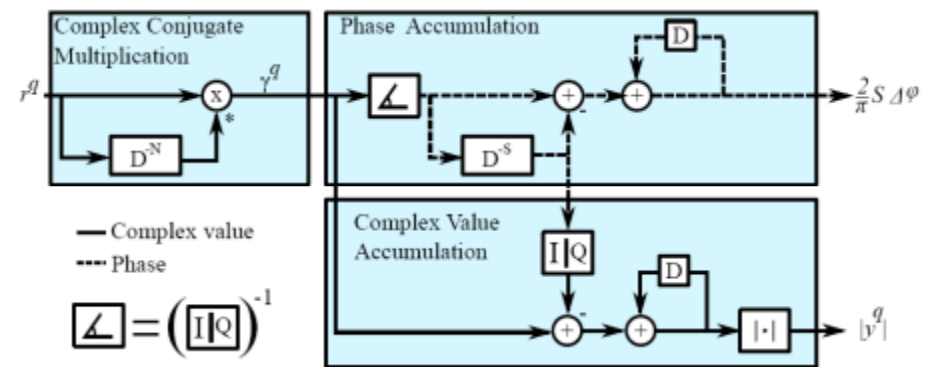 Complex Conjugate
Multiplication
r^q
x
*
D^-N
γ^q
Phase Accumulation
∠
D^-S
+
-
+
D
2/π S Δφ
Complex Value
Accumulation
I|Q
+
-
+
D
|·|
|y^q|
Complex value
Phase
∠ = (I|Q)^-1